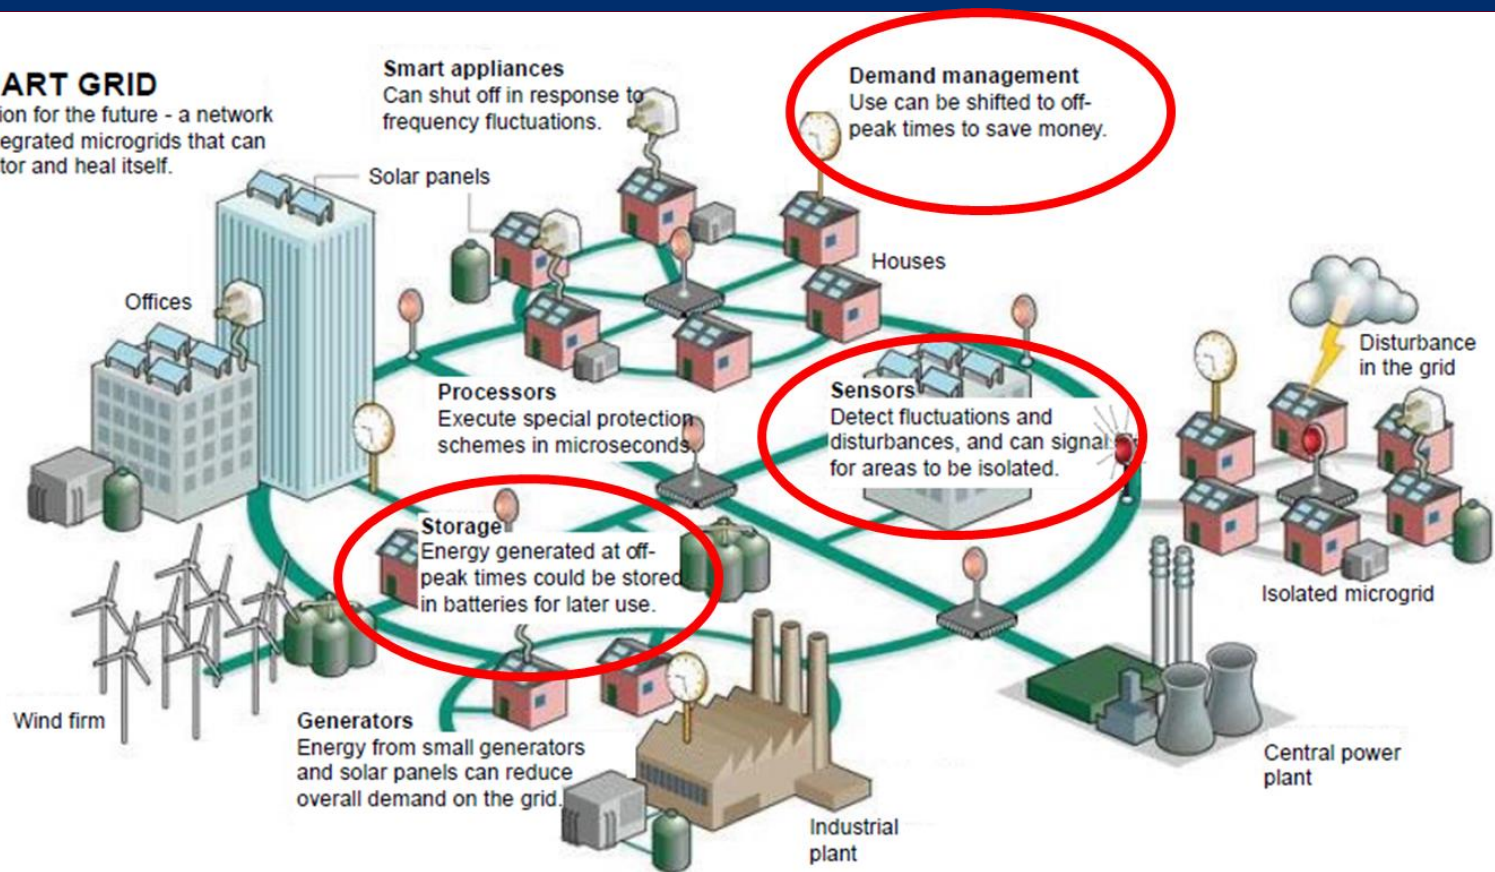 ART GRID
ion for the future - a network
egrated microgrids that can
tor and heal itself.
Smart appliances
Can shut off in response to
frequency fluctuations.
Demand management
Use can be shifted to off-
peak times to save money.
Solar panels
Houses
Offices
Disturbance
in the grid
Processors
Execute special protection
schemes in microseconds.
Sensors
Detect fluctuations and
disturbances, and can signal
for areas to be isolated.
Storage
Energy generated at off-
peak times could be stored
in batteries for later use.
Isolated microgrid
Wind firm
Generators
Energy from small generators
and solar panels can reduce
overall demand on the grid.
Central power
plant
Industrial
plant